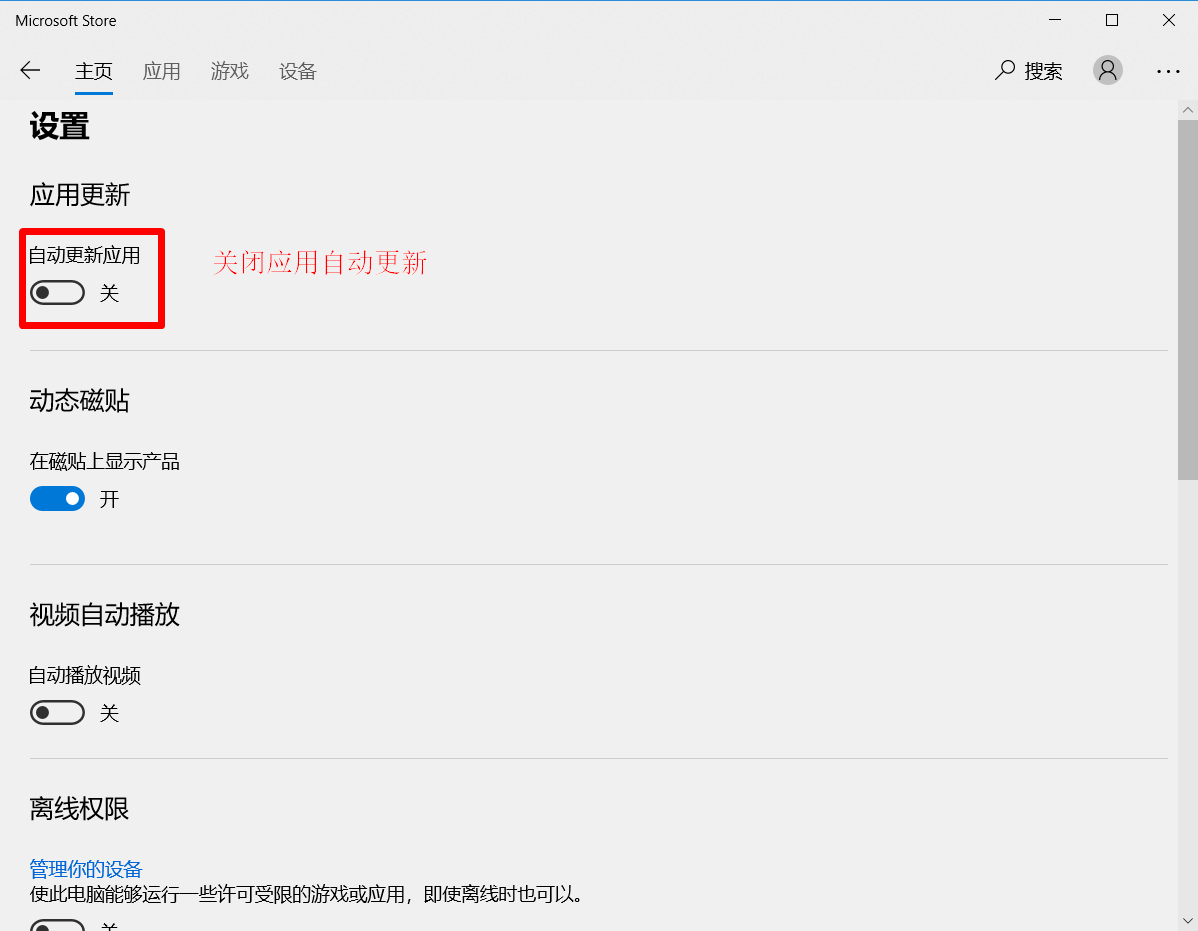 Microsoft Store
主页 应用 游戏 设备 搜索
设置
应用更新
自动更新应用
关闭应用自动更新
关
动态磁贴
在磁贴上显示产品
开
视频自动播放
自动播放视频
关
离线权限
管理你的设备
使此电脑能够运行一些许可受限的游戏或应用，即使离线时也可以。